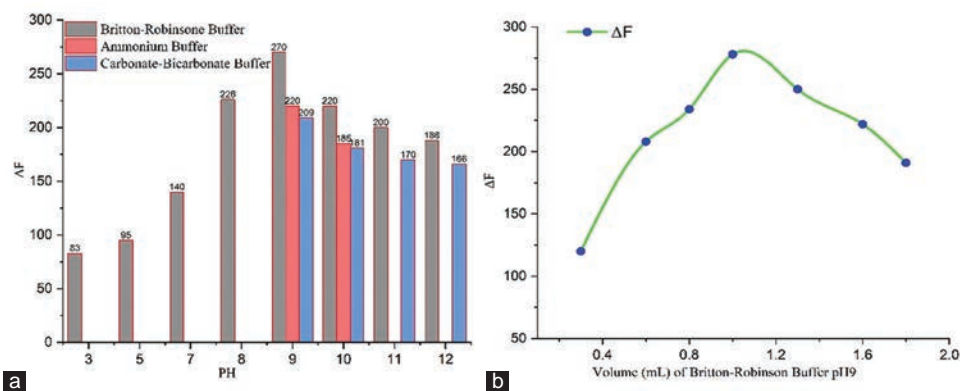 300
250
200
150
100
50
0
ΔF
Britton-Robinsone Buffer
Ammonium Buffer
Carbonate-Bicarbonate Buffer
83
95
140
226
270
220
209
220
185
181
200
170
188
166
3 5 7 8 9 10 11 12
PH
a
300
250
200
150
100
50
ΔF
ΔF
0.4 0.8 1.2 1.6 2.0
Volume (mL) of Britton-Robinson Buffer pH9
b